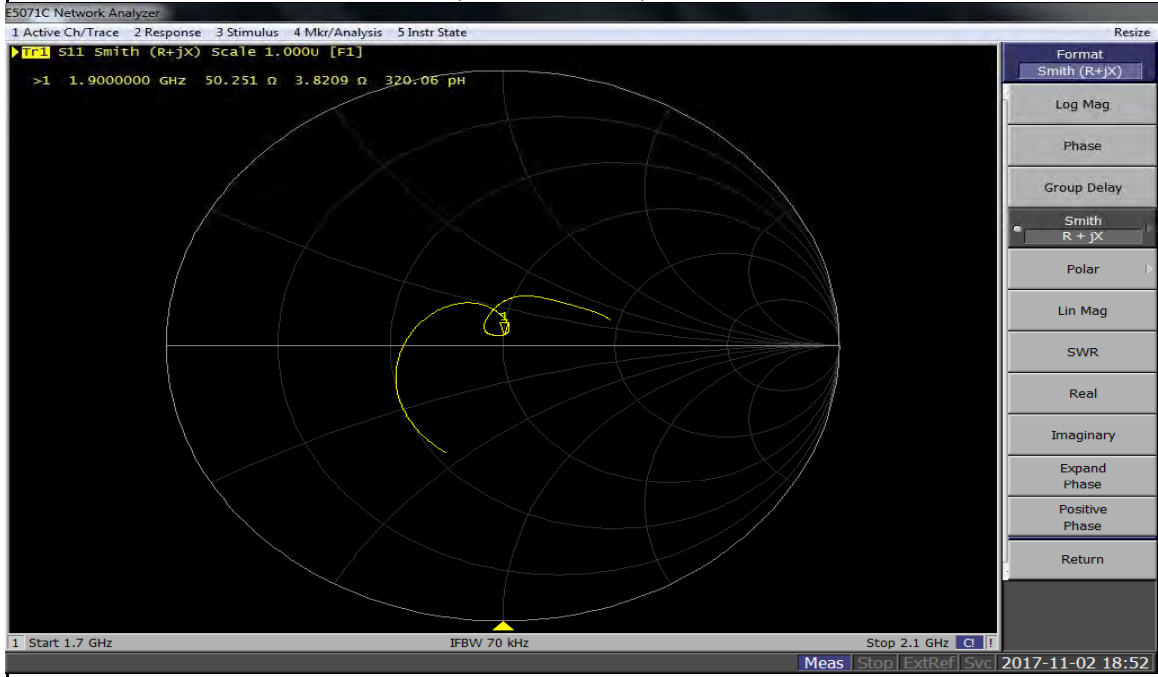 E5071C Network Analyzer
1 Active Ch/Trace 2 Response 3 Stimulus 4 Mkr/Analysis 5 Instr State
Resize
Tr1 S11 Smith (R+jX) Scale 1.000U [F1]
>1 1.9000000 GHz 50.251 Ω 3.8209 Ω 320.06 pH
1
Format
Smith (R+jX)
Log Mag
Phase
Group Delay
Smith
R + jX
Polar
Lin Mag
SWR
Real
Imaginary
Expand
Phase
Positive
Phase
Return
1 Start 1.7 GHz IFBW 70 kHz Stop 2.1 GHz C! !
Meas Stop ExtRef Svc 2017-11-02 18:52